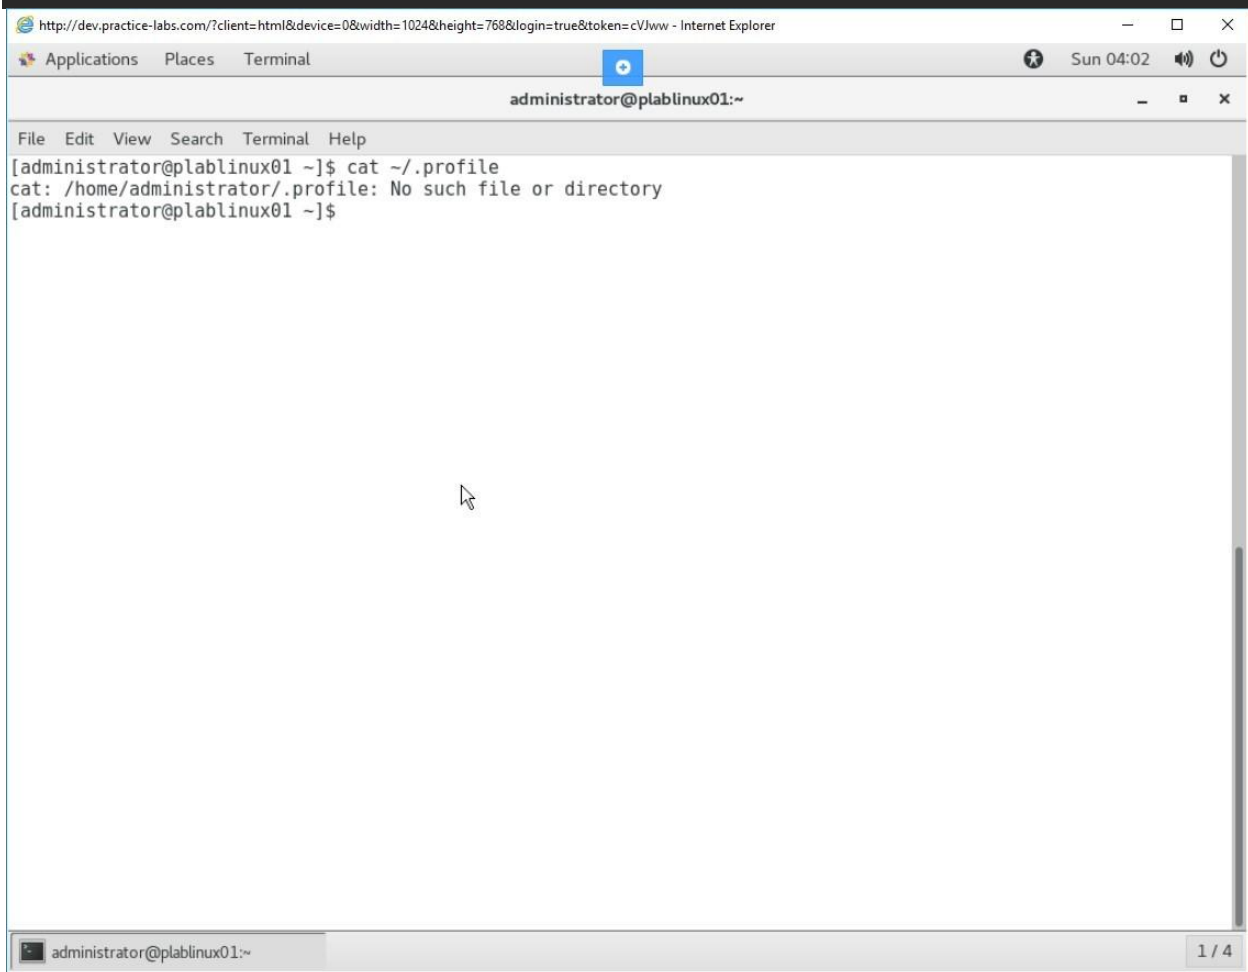 http://dev.practice-labs.com/?client=html&device=0&width=1024&height=768&login=true&token=cVJww - Internet Explorer
Applications Places Terminal Sun 04:02
administrator@plablinux01:~
File Edit View Search Terminal Help
[administrator@plablinux01 ~]$ cat ~/.profile
cat: /home/administrator/.profile: No such file or directory
[administrator@plablinux01 ~]$
administrator@plablinux01:~ 1 / 4